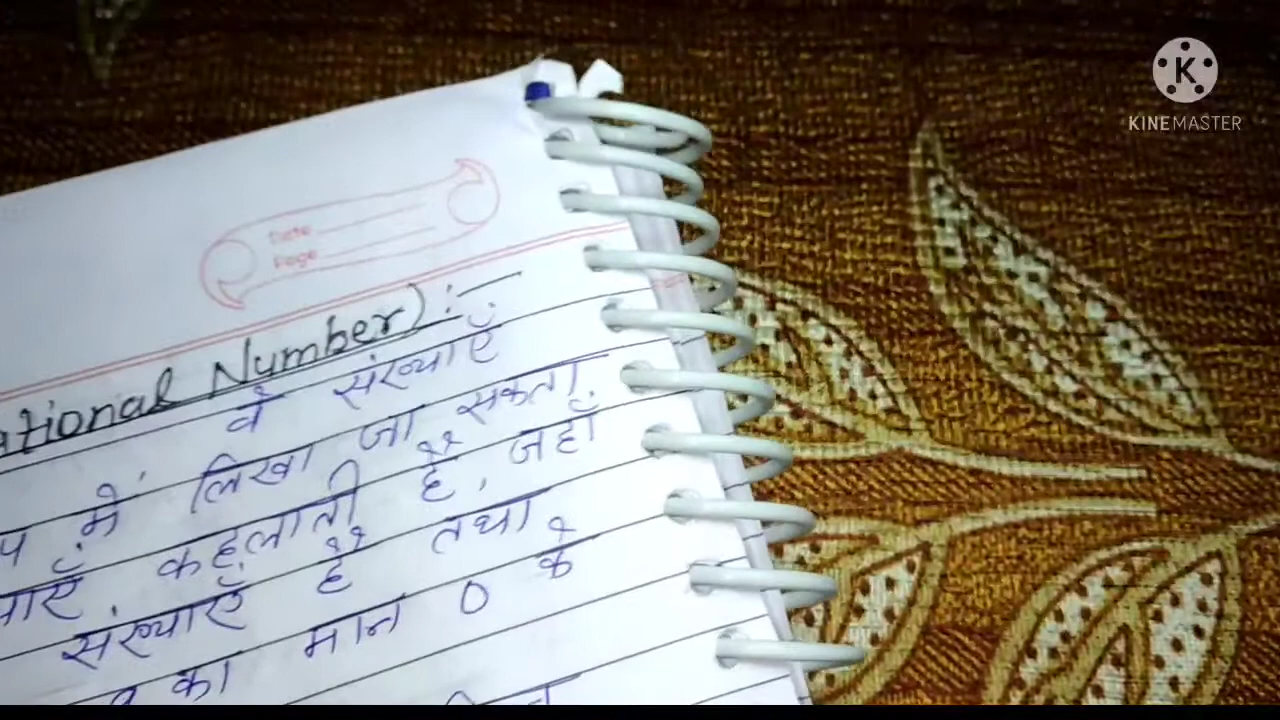 KINEMASTER
Date
Page
ational Number):-
वे संख्याएँ
में लिखा जा सकता
कहलाती हैं, जहाँ
संख्याएँ हैं तथा
का मान 0 के